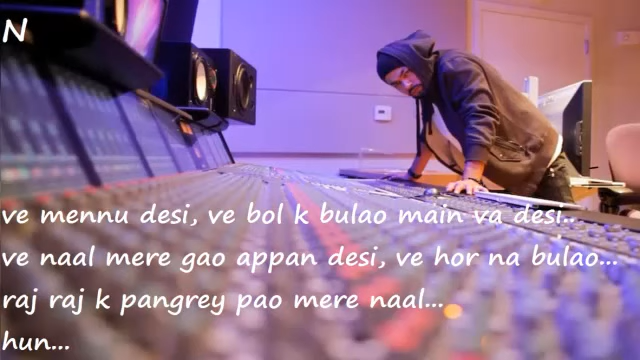 N
ve mennu desi, ve bol k bulao main va desi..
ve naal mere gao appan desi, ve hor na bulao...
raj raj k pangrey pao mere naal...
hun...